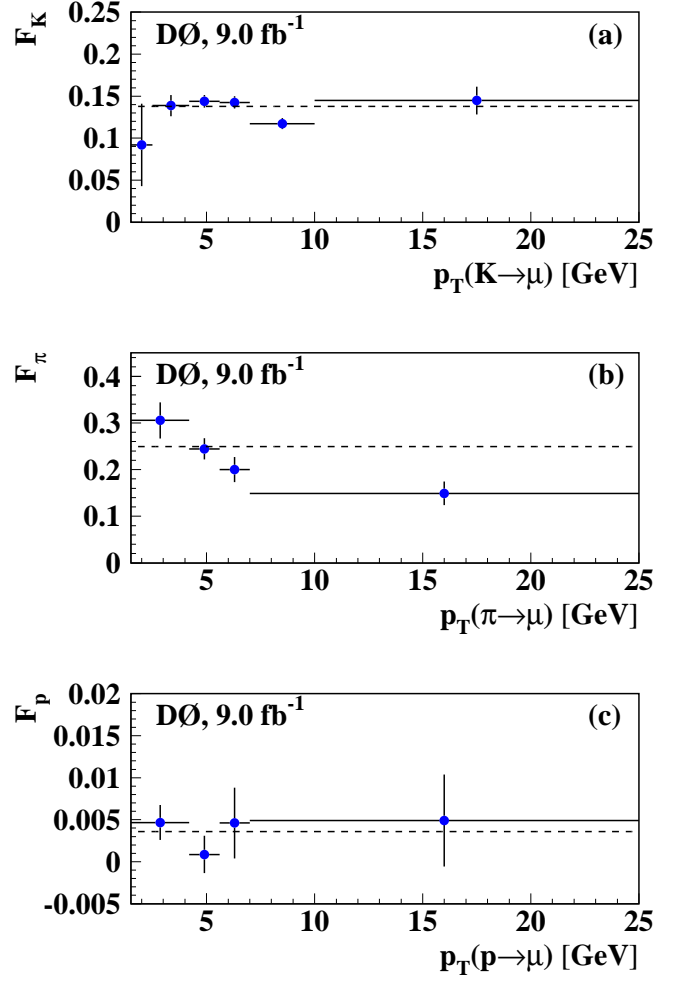 F_K
0.25
DØ, 9.0 fb⁻¹ (a)
0.2
0.15
0.1
0.05
0
5 10 15 20 25
p_T(K→μ) [GeV]
F_π
DØ, 9.0 fb⁻¹ (b)
0.4
0.3
0.2
0.1
0
5 10 15 20 25
p_T(π→μ) [GeV]
F_p
0.02
DØ, 9.0 fb⁻¹ (c)
0.015
0.01
0.005
0
-0.005
5 10 15 20 25
p_T(p→μ) [GeV]